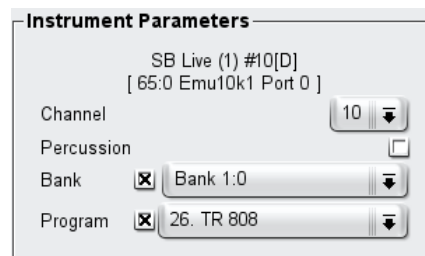 Instrument Parameters
SB Live (1) #10[D]
[ 65:0 Emu10k1 Port 0 ]
Channel 10
Percussion
Bank Bank 1:0
Program 26. TR 808